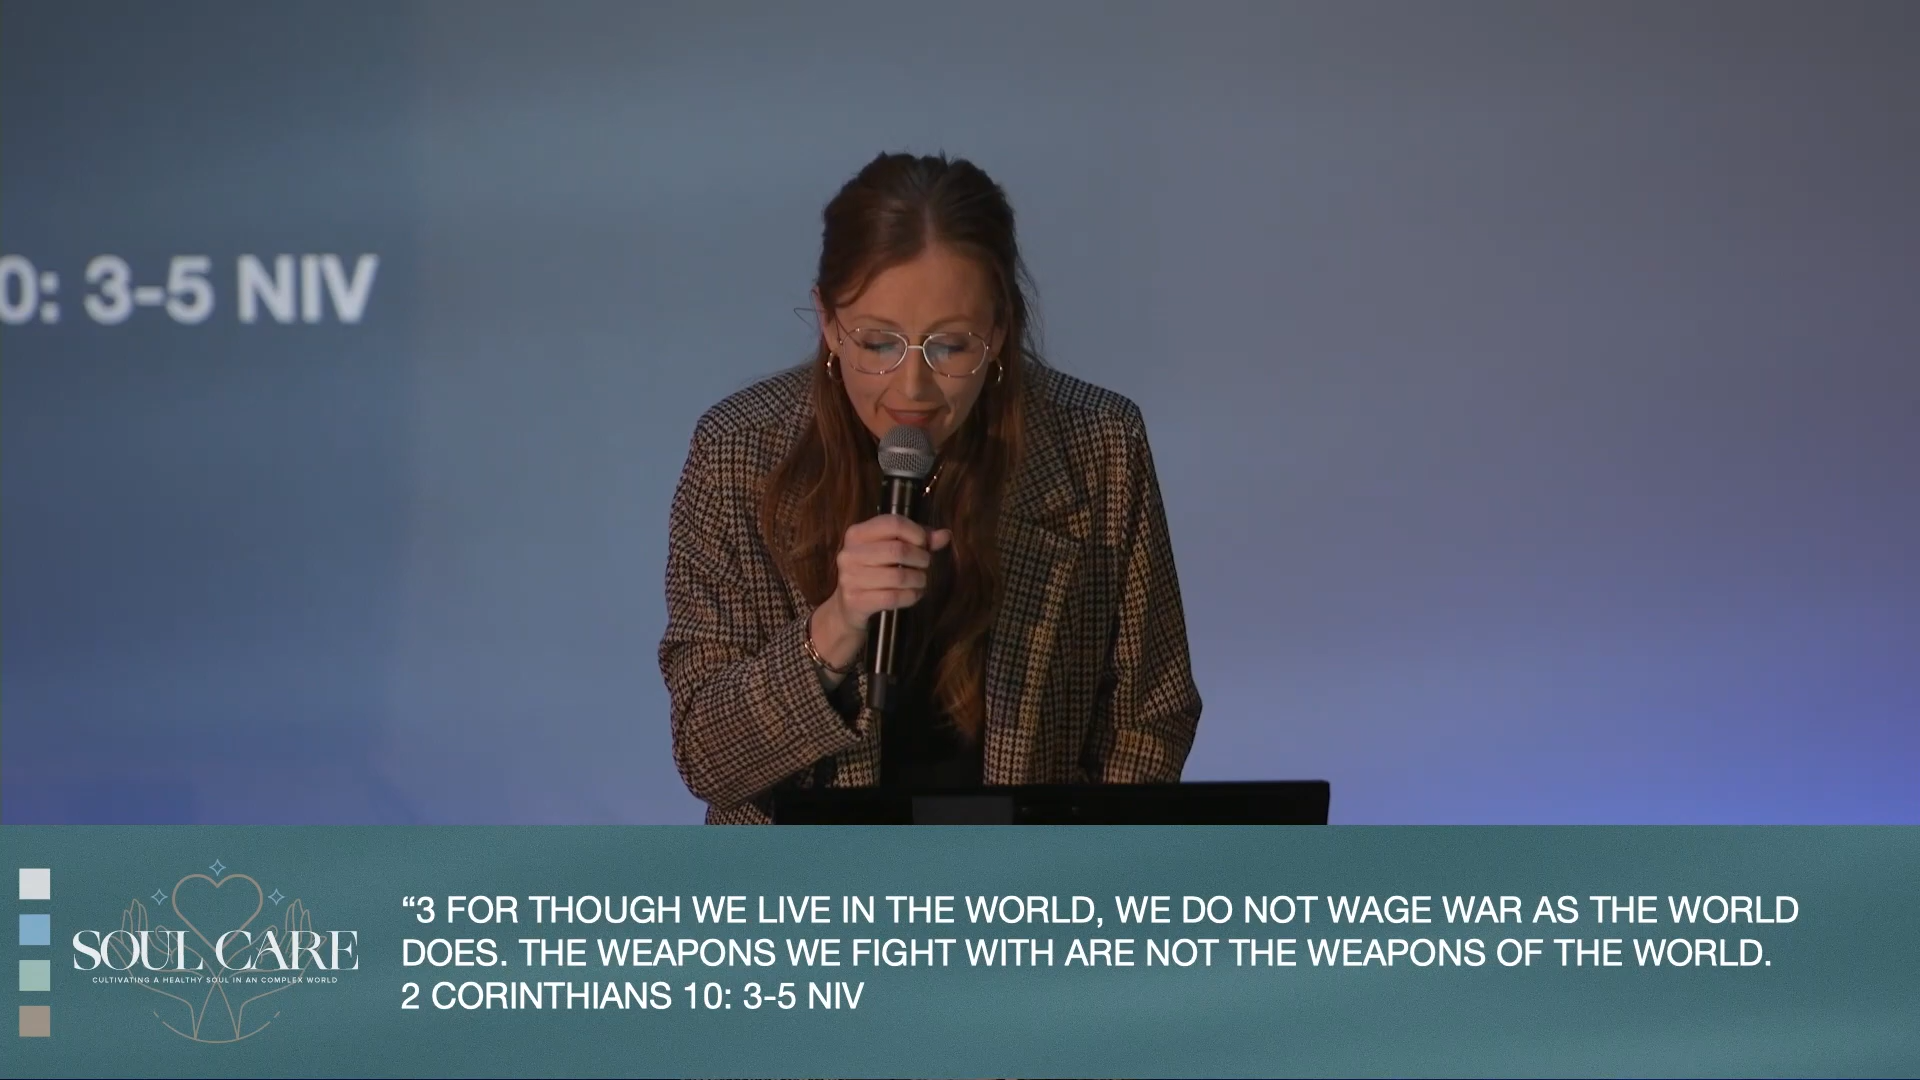 0: 3-5 NIV
SOUL CARE
CULTIVATING A HEALTHY SOUL IN AN COMPLEX WORLD
“3 FOR THOUGH WE LIVE IN THE WORLD, WE DO NOT WAGE WAR AS THE WORLD
DOES. THE WEAPONS WE FIGHT WITH ARE NOT THE WEAPONS OF THE WORLD.
2 CORINTHIANS 10: 3-5 NIV